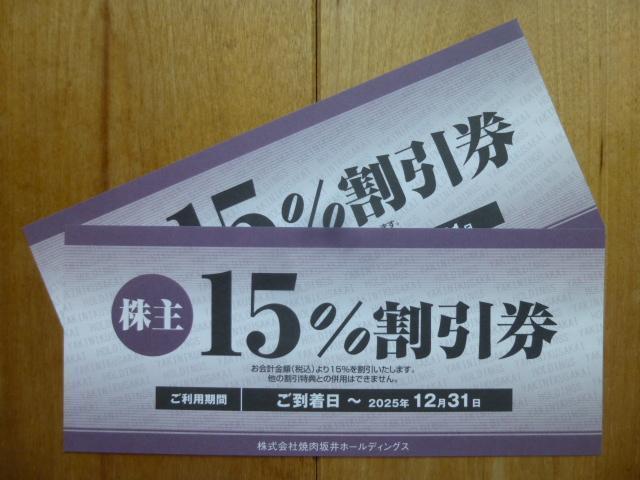 15%割引券
株主 15%割引券
お会計金額(税込)より15%を割引いたします。
他の割引特典との併用はできません。
ご利用期間 ご到着日 ～ 2025年 12月31日
株式会社焼肉坂井ホールディングス